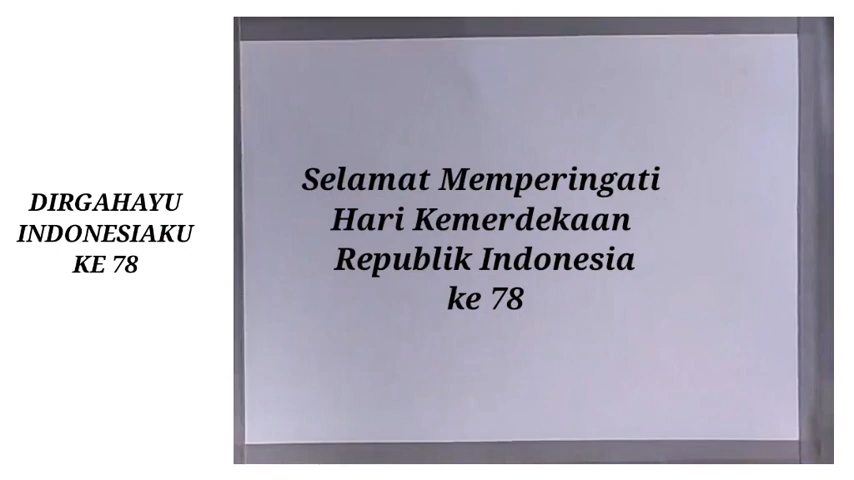 DIRGAHAYU
INDONESIAKU
KE 78
Selamat Memperingati
Hari Kemerdekaan
Republik Indonesia
ke 78